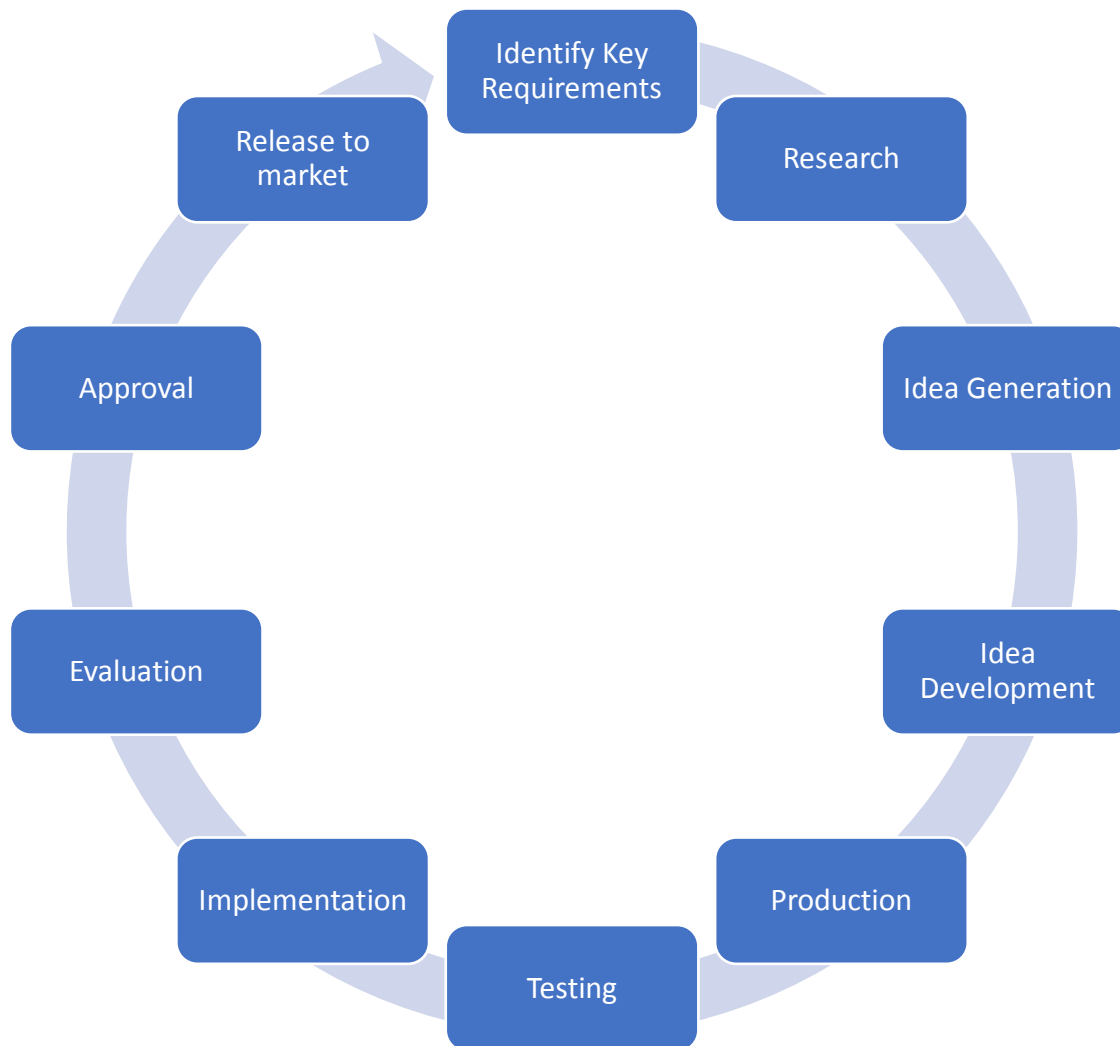 Identify Key
Requirements
Research
Idea Generation
Idea
Development
Production
Testing
Implementation
Evaluation
Approval
Release to
market